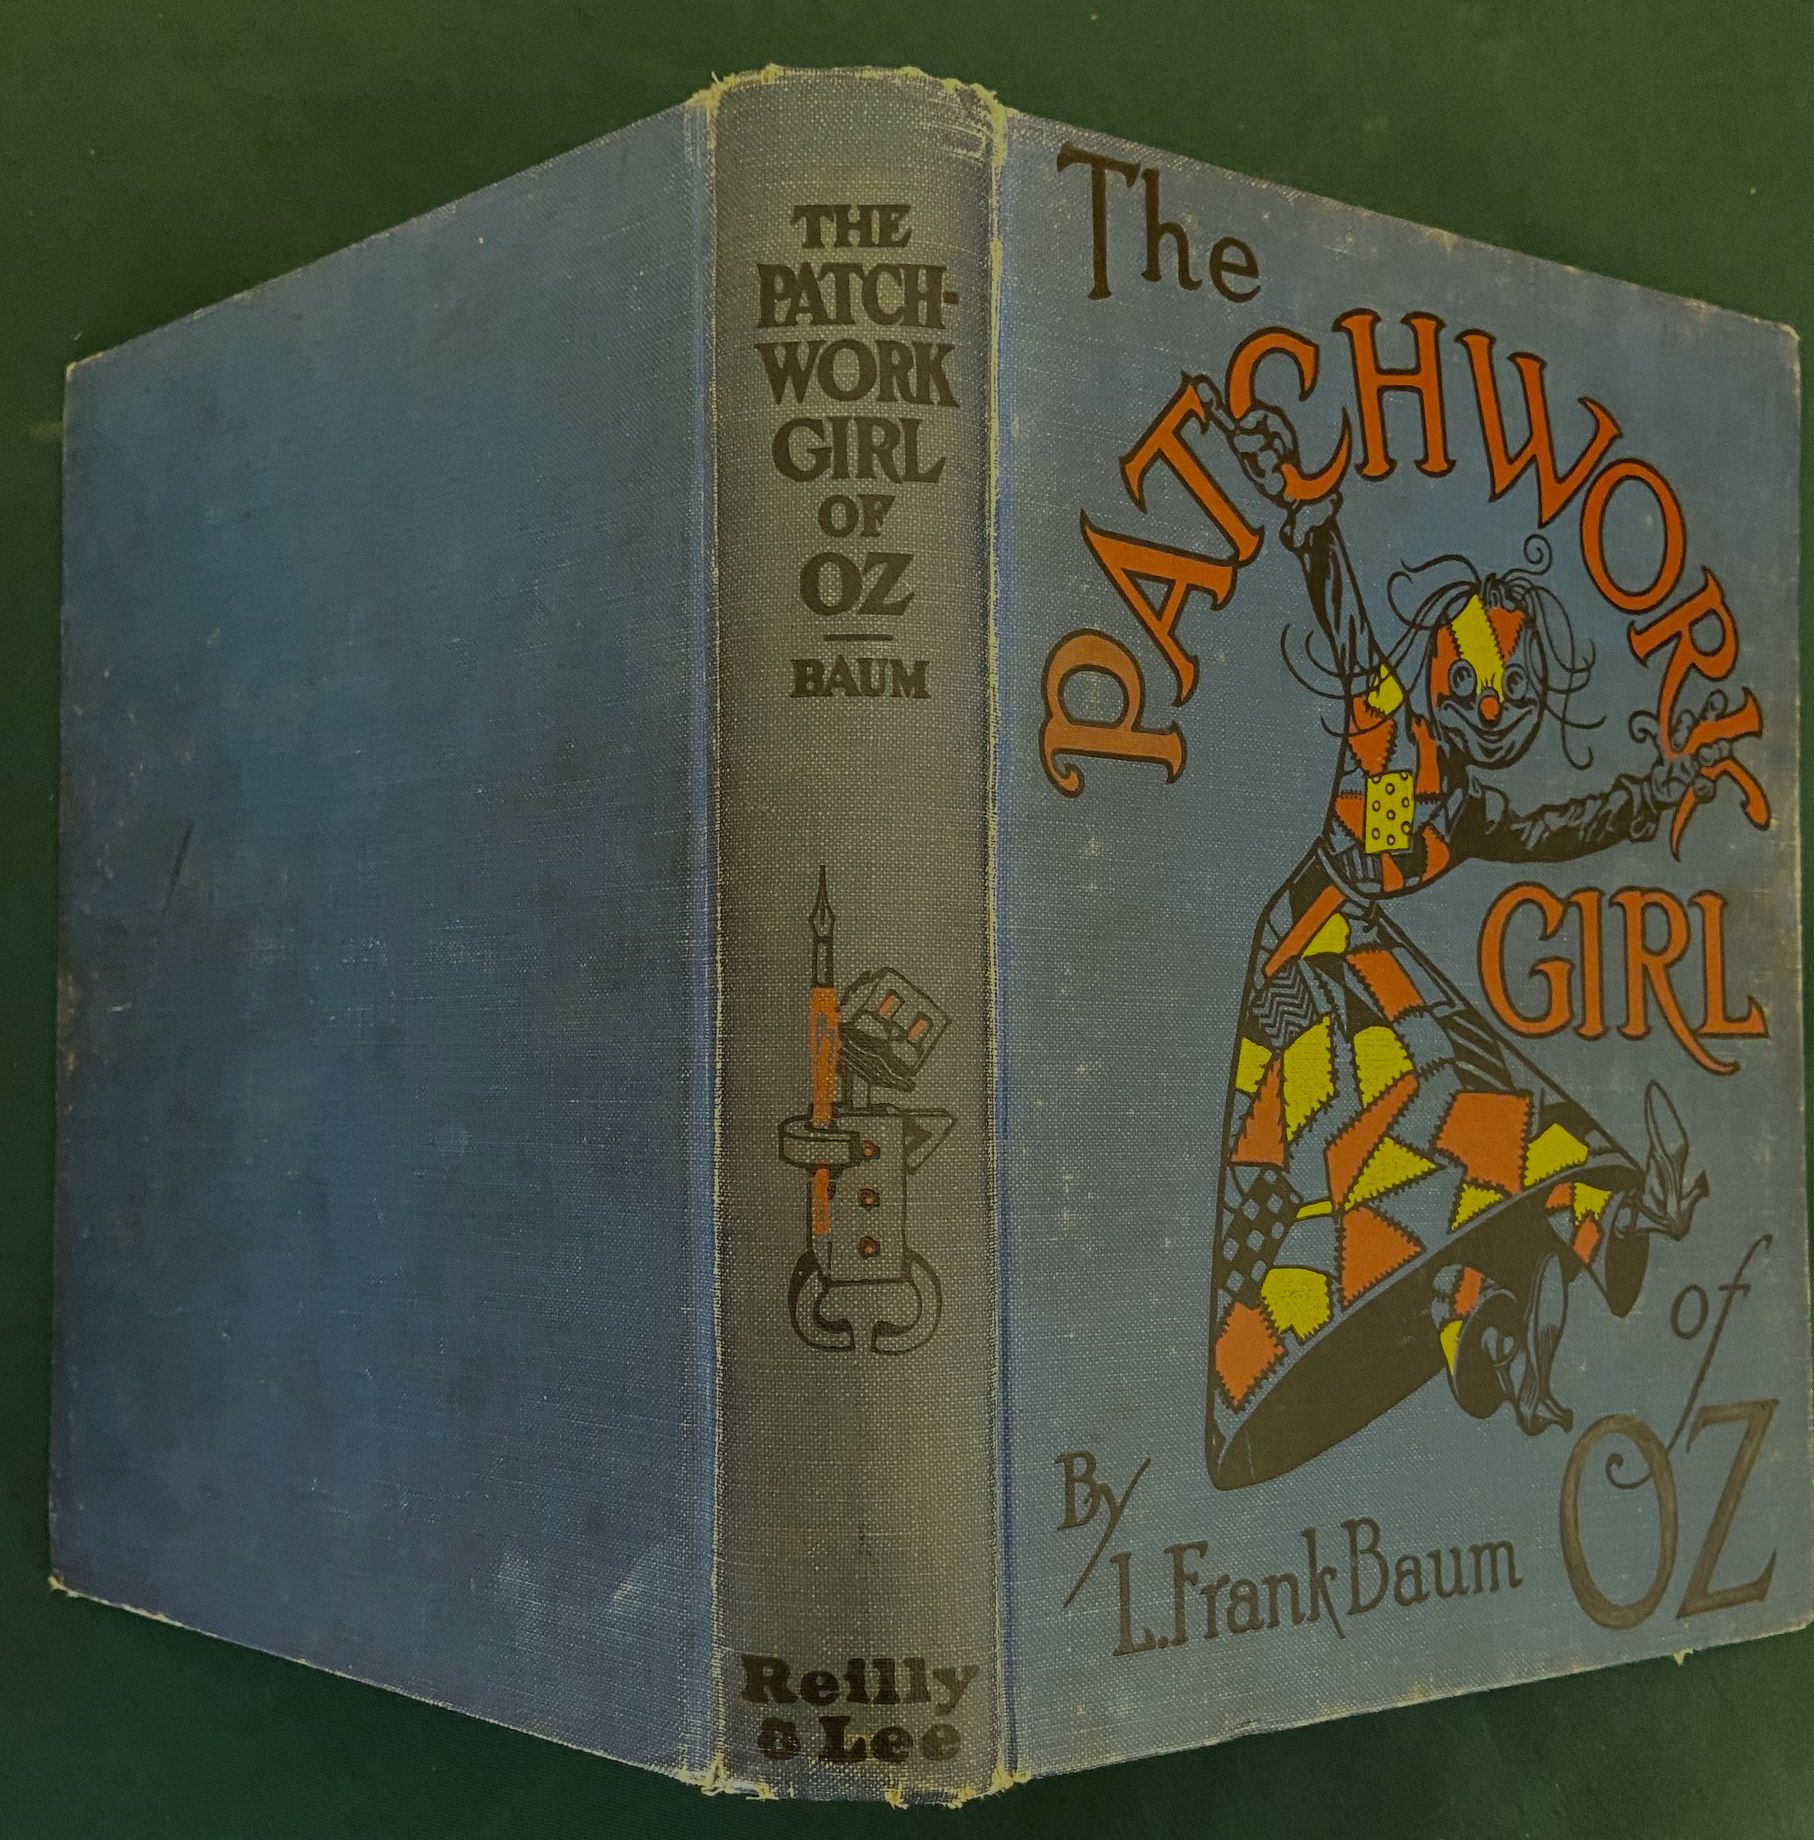 THE
PATCH-
WORK
GIRL
OF
OZ
BAUM
Reilly
& Lee
The
PATCHWORK
GIRL
of
OZ
By
L. Frank Baum